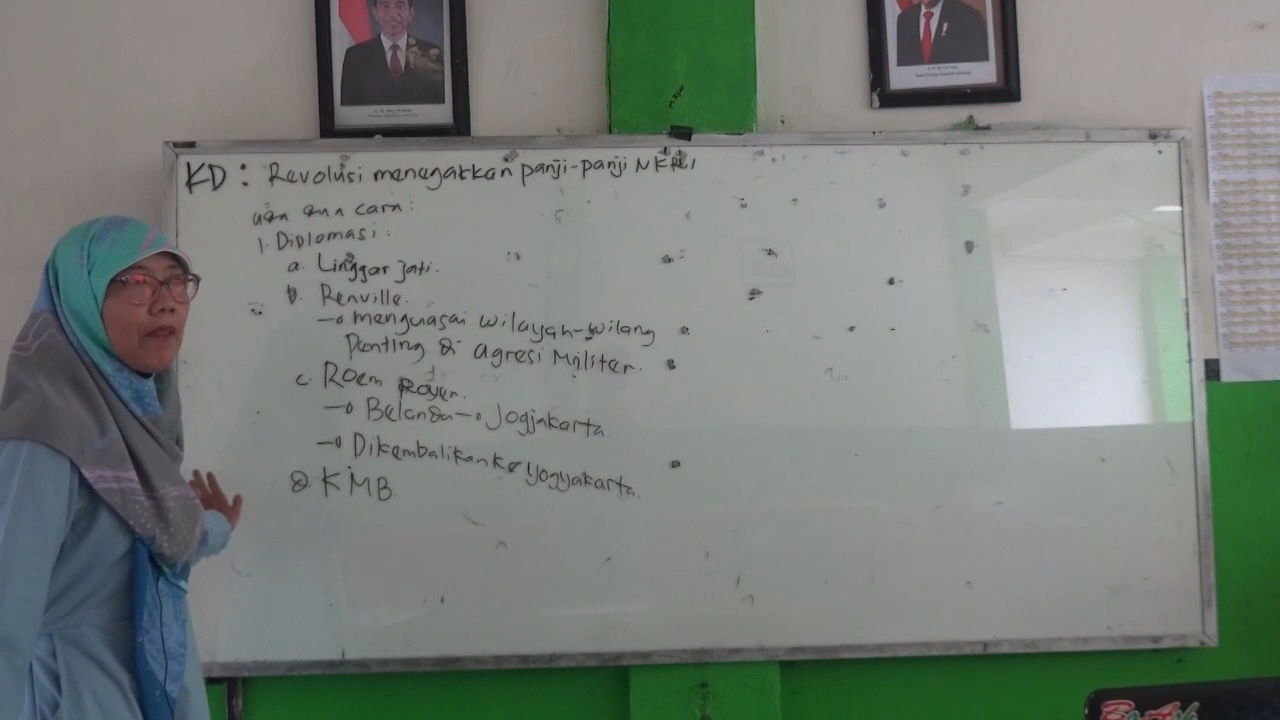 KD : Revolusi menegakkan panji-panji NKRI
ada dua cara :
1. Diplomasi :
a. Linggar jati.
b. Renville.
→ menguasai wilayah-wilang
Penting & agresi Militer.
c. Roem Royen.
→ Belanda → Jogjakarta
→ Dikembalikan ke Yogyakarta.
d. KMB.